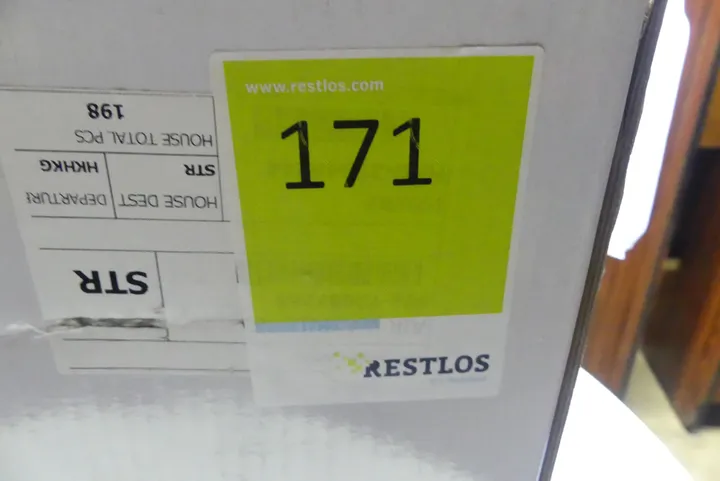 www.restlos.com
171
RESTLOS
STR
HOUSE DEST
STR
DEPARTURE
HKHKG
HOUSE TOTAL PCS
198